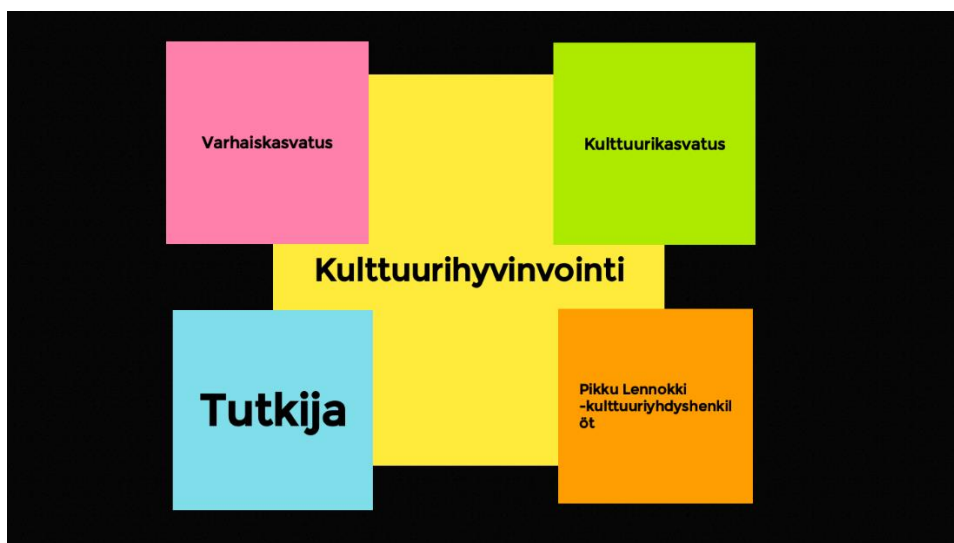 Varhaiskasvatus
Kulttuurikasvatus
Kulttuurihyvinvointi
Tutkija
Pikku Lennokki
-kulttuuriyhdyshenkil
öt